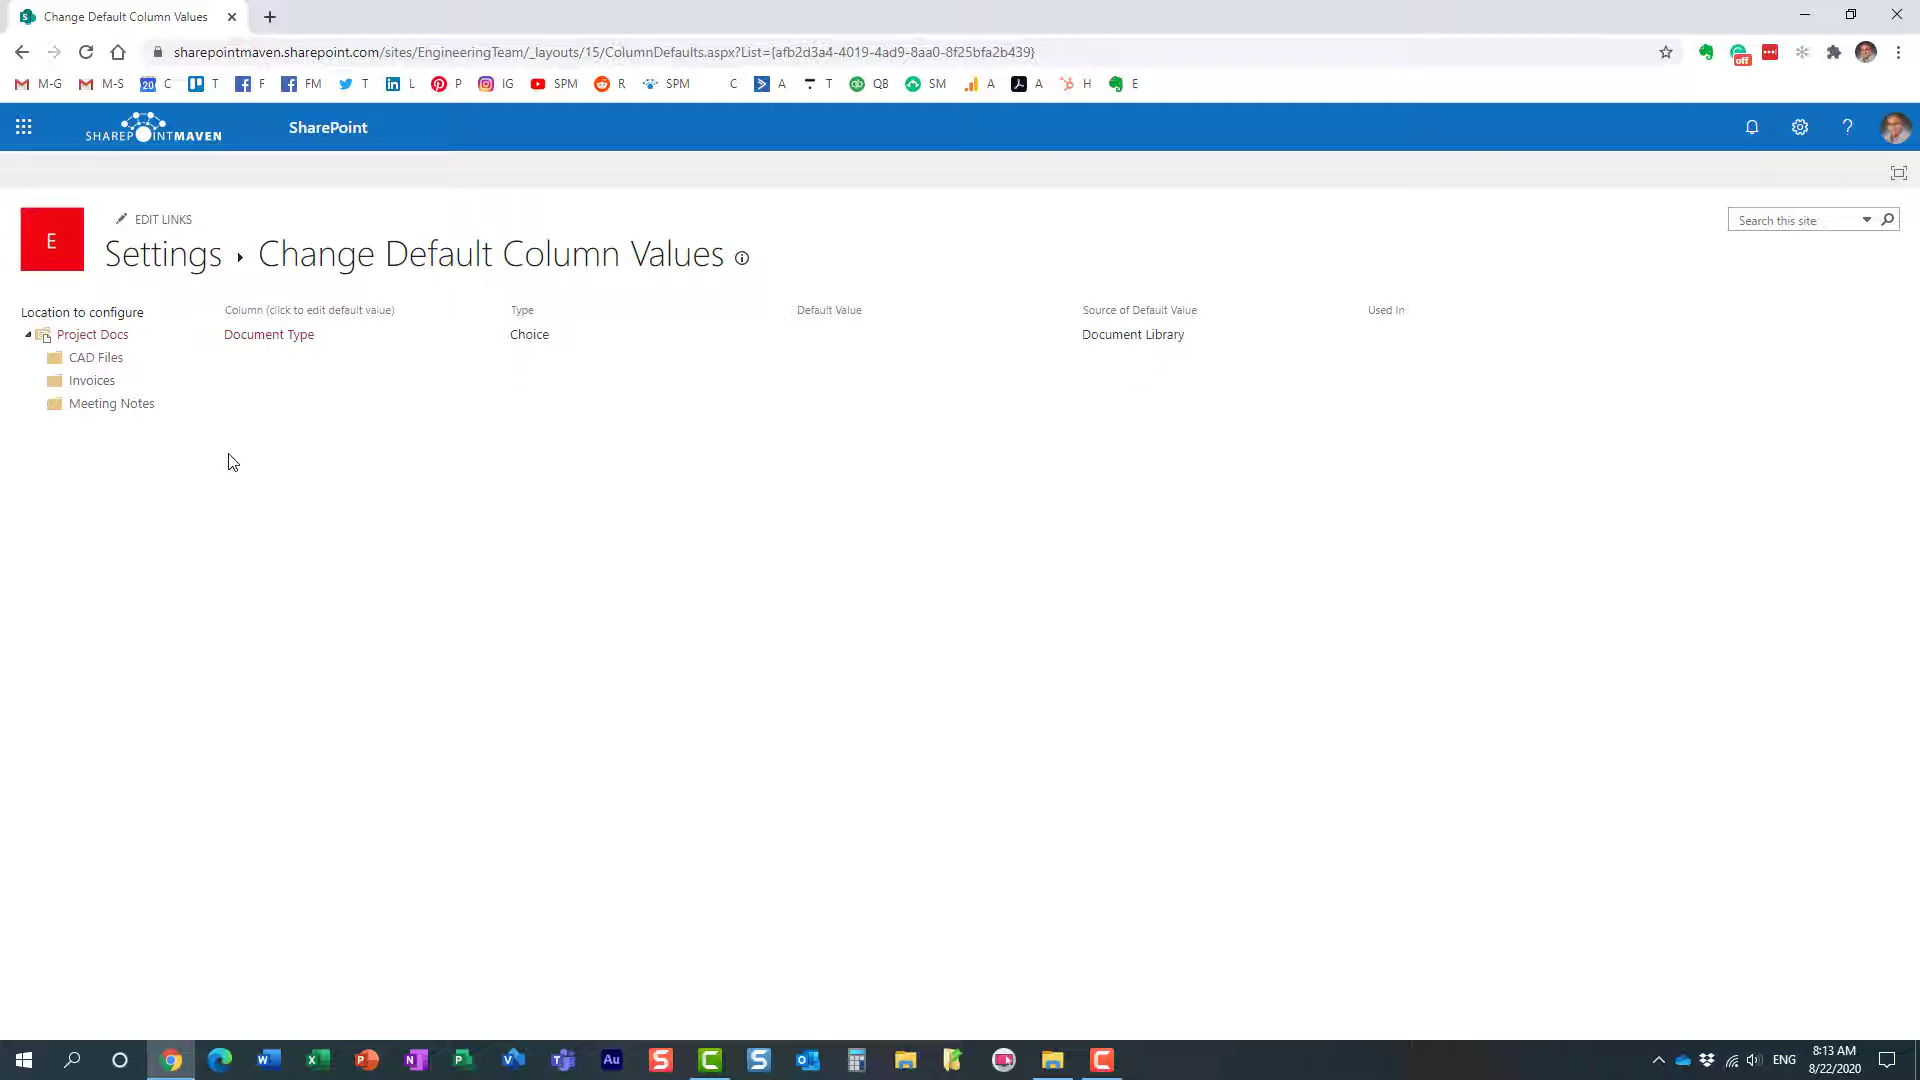 Change Default Column Values
sharepointmaven.sharepoint.com/sites/EngineeringTeam/_layouts/15/ColumnDefaults.aspx?List={afb2d3a4-4019-4ad9-8aa0-8f25bfa2b439}
off
M-G M-S 20 C T F FM T L P IG SPM R SPM C A T QB SM A A H E
SHAREPOINTMAVEN SharePoint
EDIT LINKS
Search this site
E
Settings Change Default Column Values
Location to configure Column (click to edit default value) Type Default Value Source of Default Value Used In
Project Docs Document Type Choice Document Library
CAD Files
Invoices
Meeting Notes
ENG
8:13 AM
8/22/2020